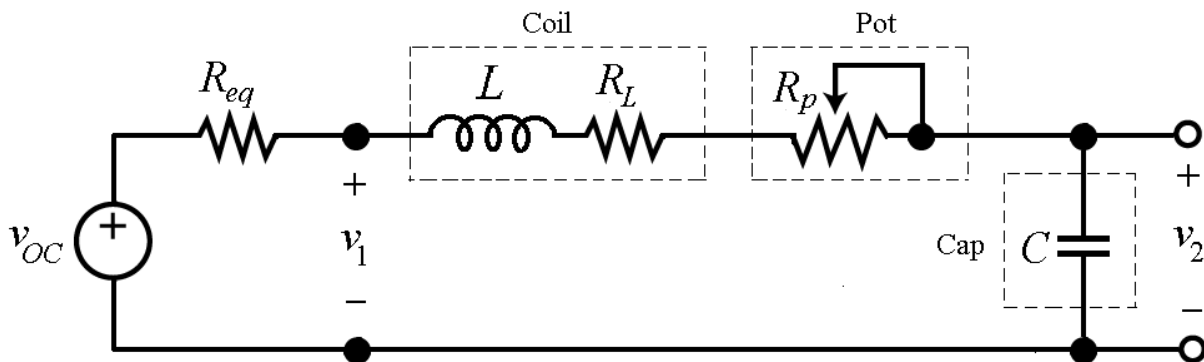 Coil
Pot
R_eq
L
R_L
R_p
+
+
+
v_OC
v_1
Cap
C
v_2
−
−